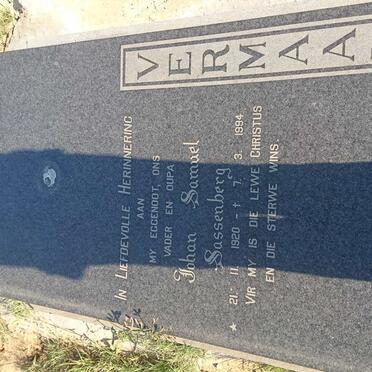 VERMAA
IN LIEFDEVOLLE HERINNERING
AAN
MY EGGENOOT, ONS
VADER EN OUPA
Johan Samuel
Sassenberg
★ 21. 11. 1920 - † 7. 3. 1994
VIR MY IS DIE LEWE CHRISTUS
EN DIE STERWE WINS